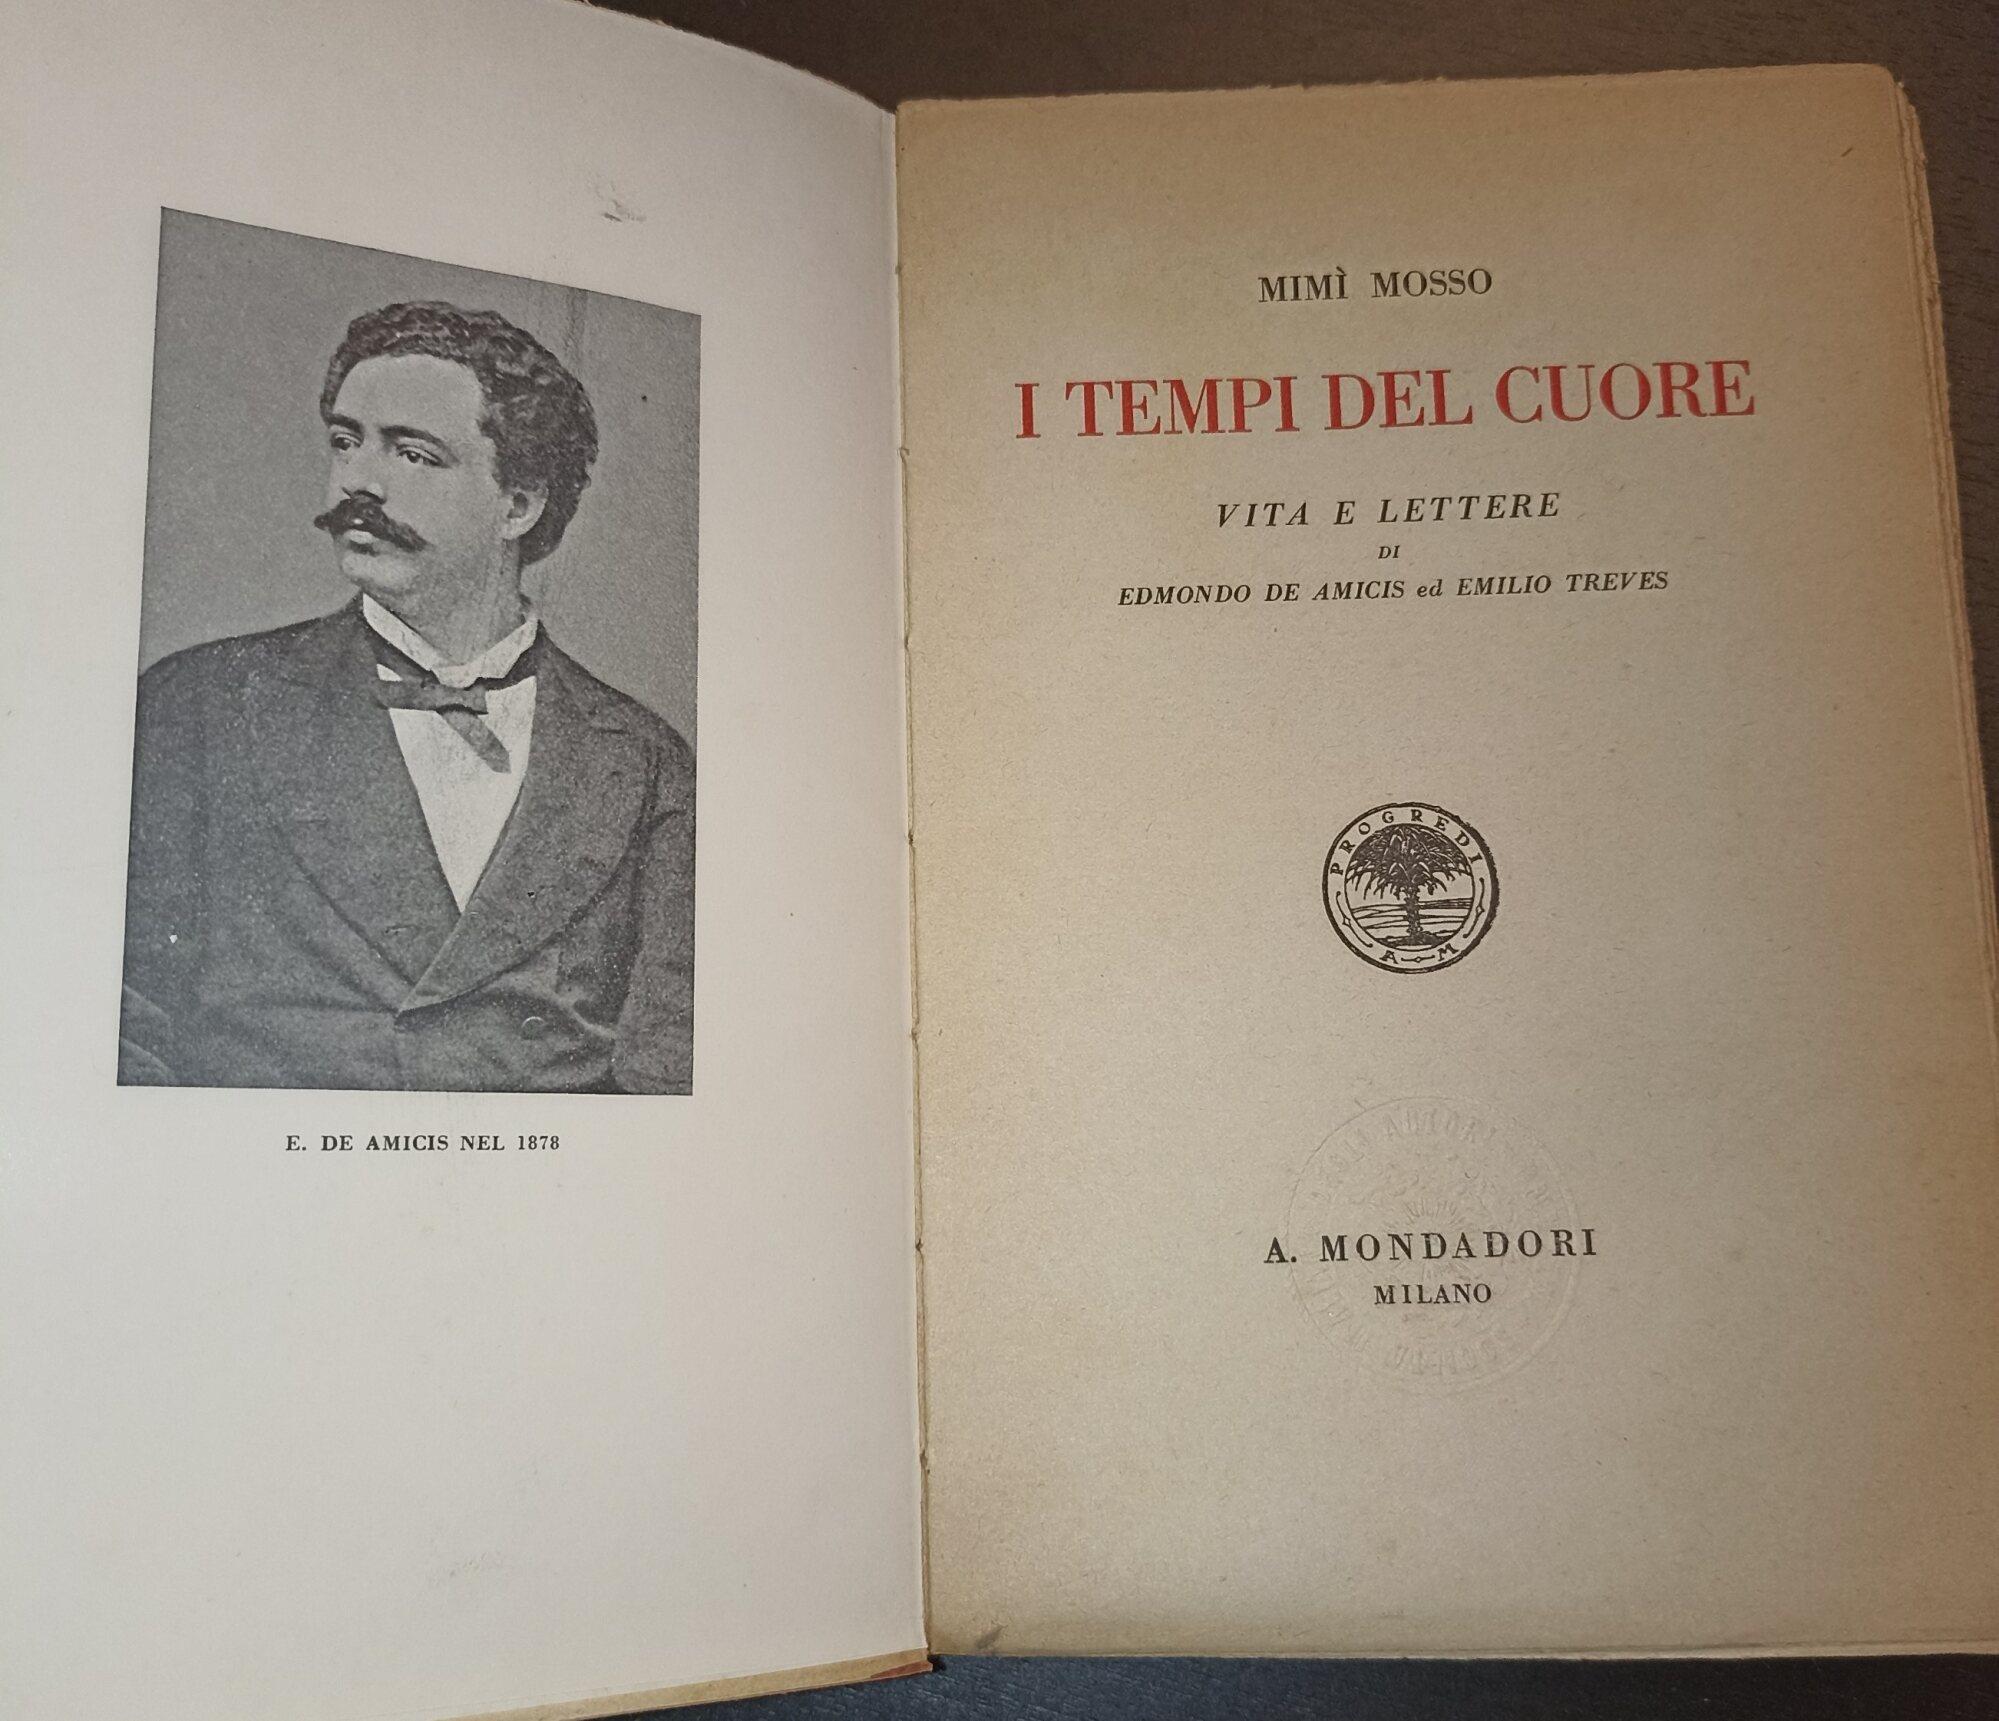 E. DE AMICIS NEL 1878
MIMÌ MOSSO
I TEMPI DEL CUORE
VITA E LETTERE
DI
EDMONDO DE AMICIS ed EMILIO TREVES
PROGREDI
A M
A. MONDADORI
MILANO